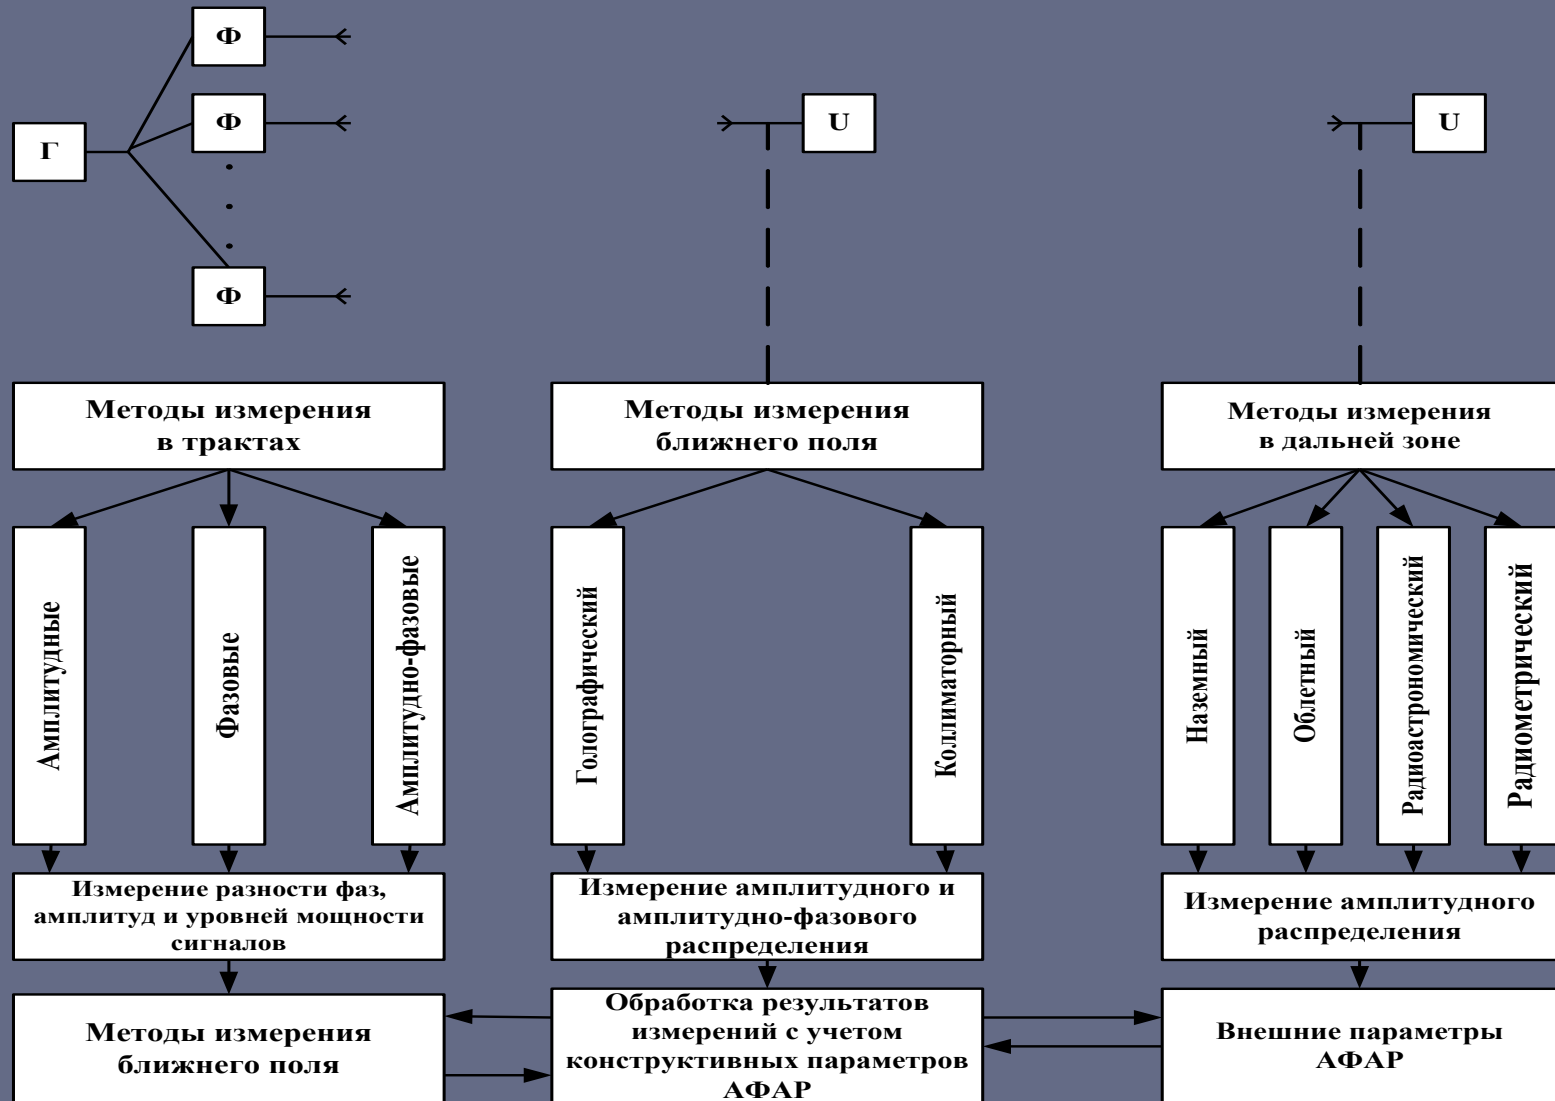 Ф
Ф
Г
Ф
U
U
Методы измерения
в трактах
Методы измерения
ближнего поля
Методы измерения
в дальней зоне
Амплитудные
Фазовые
Амплитудно-фазовые
Голографический
Коллиматорный
Наземный
Облетный
Радиоастрономический
Радиометрический
Измерение разности фаз,
амплитуд и уровней мощности
сигналов
Измерение амплитудного и
амплитудно-фазового
распределения
Измерение амплитудного
распределения
Методы измерения
ближнего поля
Обработка результатов
измерений с учетом
конструктивных параметров
АФАР
Внешние параметры
АФАР